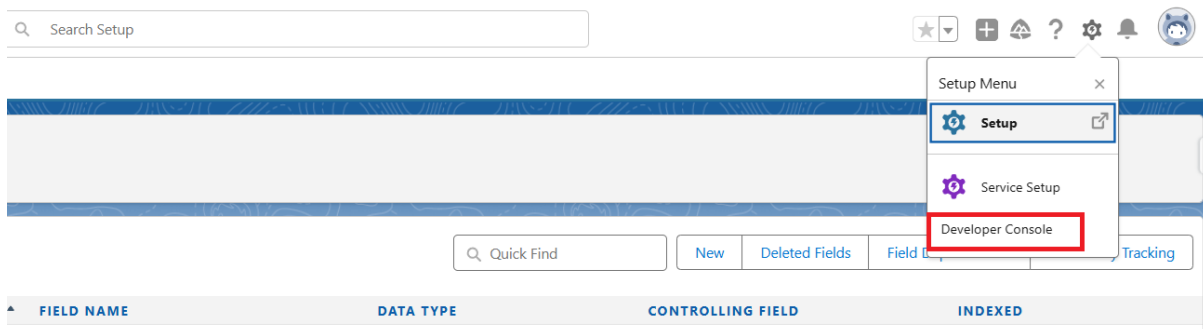 Search Setup
Setup Menu
Setup
Service Setup
Developer Console
Quick Find
New
Deleted Fields
Field
Tracking
FIELD NAME
DATA TYPE
CONTROLLING FIELD
INDEXED